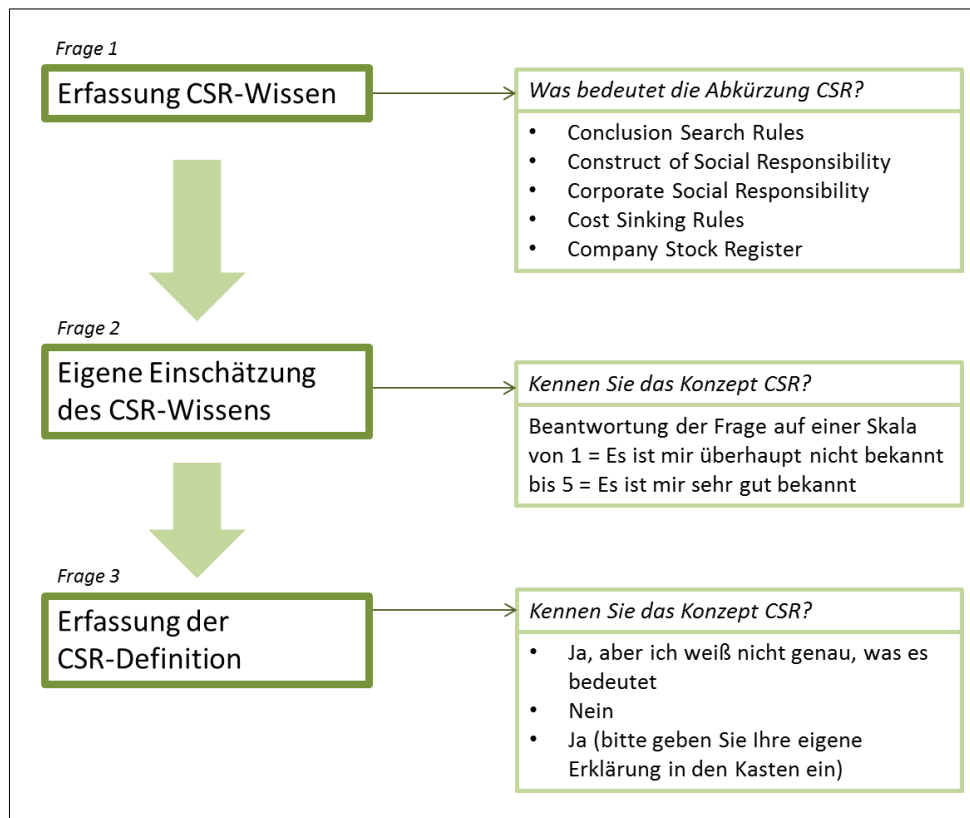 Frage 1
Erfassung CSR-Wissen
Was bedeutet die Abkürzung CSR?
• Conclusion Search Rules
• Construct of Social Responsibility
• Corporate Social Responsibility
• Cost Sinking Rules
• Company Stock Register
Frage 2
Eigene Einschätzung
des CSR-Wissens
Kennen Sie das Konzept CSR?
Beantwortung der Frage auf einer Skala
von 1 = Es ist mir überhaupt nicht bekannt
bis 5 = Es ist mir sehr gut bekannt
Frage 3
Erfassung der
CSR-Definition
Kennen Sie das Konzept CSR?
• Ja, aber ich weiß nicht genau, was es
bedeutet
• Nein
• Ja (bitte geben Sie Ihre eigene
Erklärung in den Kasten ein)